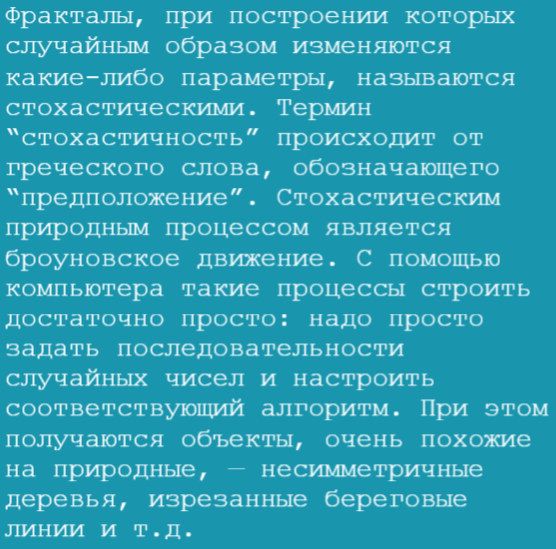 Фракталы, при построении которых
случайным образом изменяются
какие-либо параметры, называются
стохастическими. Термин
“стохастичность” происходит от
греческого слова, обозначающего
“предположение”. Стохастическим
природным процессом является
броуновское движение. С помощью
компьютера такие процессы строить
достаточно просто: надо просто
задать последовательности
случайных чисел и настроить
соответствующий алгоритм. При этом
получаются объекты, очень похожие
на природные, — несимметричные
деревья, изрезанные береговые
линии и т.д.